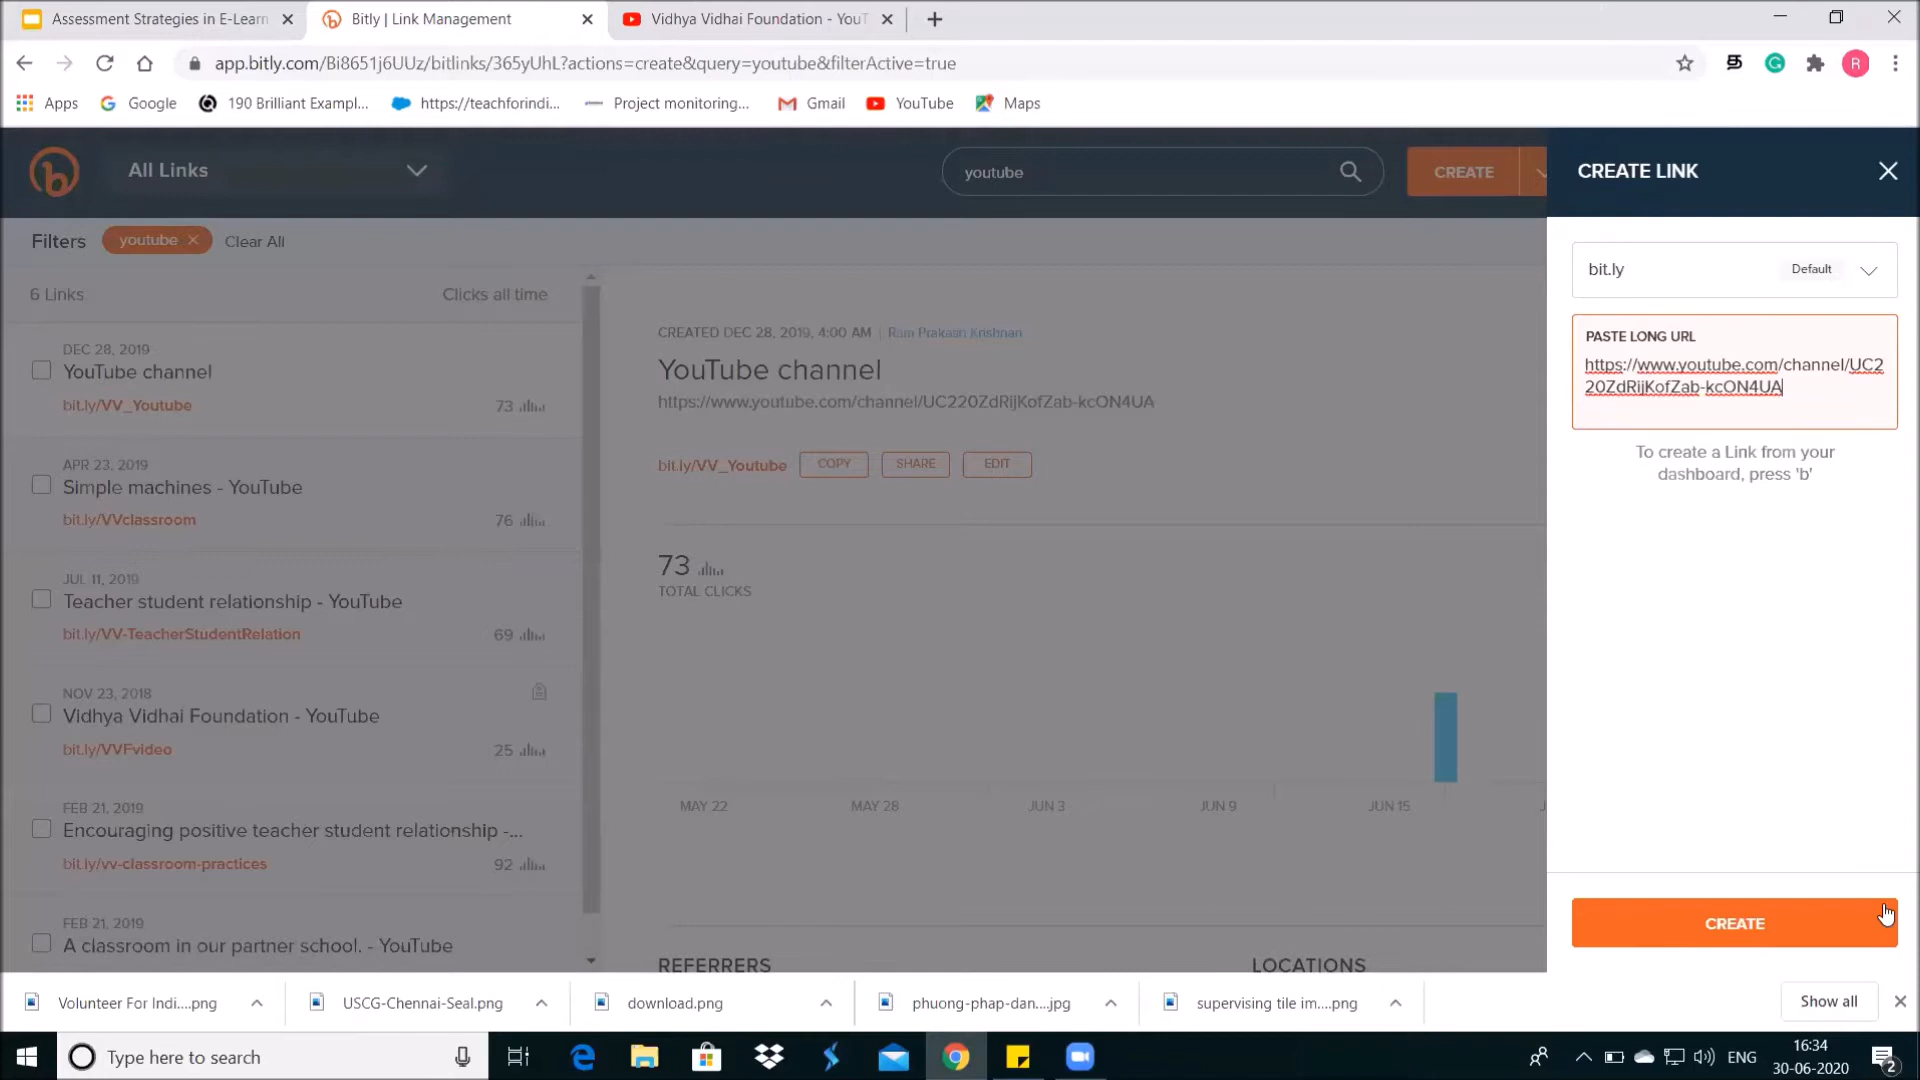 Assessment Strategies in E-Learn
Bitly | Link Management
Vidhya Vidhai Foundation - YouT
app.bitly.com/Bi8651j6UUz/bitlinks/365yUhL?actions=create&query=youtube&filterActive=true
R
Apps
Google
190 Brilliant Exampl...
https://teachforindi...
Project monitoring...
Gmail
YouTube
Maps
All Links
youtube
CREATE
CREATE LINK
Filters
youtube
Clear All
bit.ly
Default
6 Links
Clicks all time
PASTE LONG URL
https://www.youtube.com/channel/UC2
20ZdRijKofZab-kcON4UA
To create a Link from your
dashboard, press 'b'
DEC 28, 2019
YouTube channel
bit.ly/VV_Youtube
73
APR 23, 2019
Simple machines - YouTube
bit.ly/VVclassroom
76
JUL 11, 2019
Teacher student relationship - YouTube
bit.ly/VV-TeacherStudentRelation
69
NOV 23, 2018
Vidhya Vidhai Foundation - YouTube
bit.ly/VVFvideo
25
FEB 21, 2019
Encouraging positive teacher student relationship -...
bit.ly/vv-classroom-practices
92
FEB 21, 2019
A classroom in our partner school. - YouTube
CREATED DEC 28, 2019, 4:00 AM | Ram Prakash Krishnan
YouTube channel
https://www.youtube.com/channel/UC220ZdRijKofZab-kcON4UA
bit.ly/VV_Youtube
COPY
SHARE
EDIT
73
TOTAL CLICKS
MAY 22
MAY 28
JUN 3
JUN 9
JUN 15
REFERRERS
LOCATIONS
CREATE
Volunteer For Indi....png
USCG-Chennai-Seal.png
download.png
phuong-phap-dan....jpg
supervising tile im....png
Show all
Type here to search
ENG
16:34
30-06-2020
2